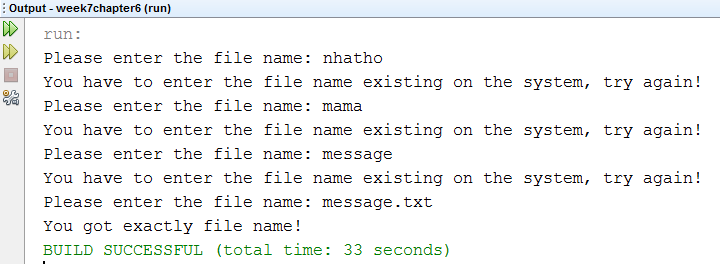 Output - week7chapter6 (run)
run:
Please enter the file name: nhatho
You have to enter the file name existing on the system, try again!
Please enter the file name: mama
You have to enter the file name existing on the system, try again!
Please enter the file name: message
You have to enter the file name existing on the system, try again!
Please enter the file name: message.txt
You got exactly file name!
BUILD SUCCESSFUL (total time: 33 seconds)